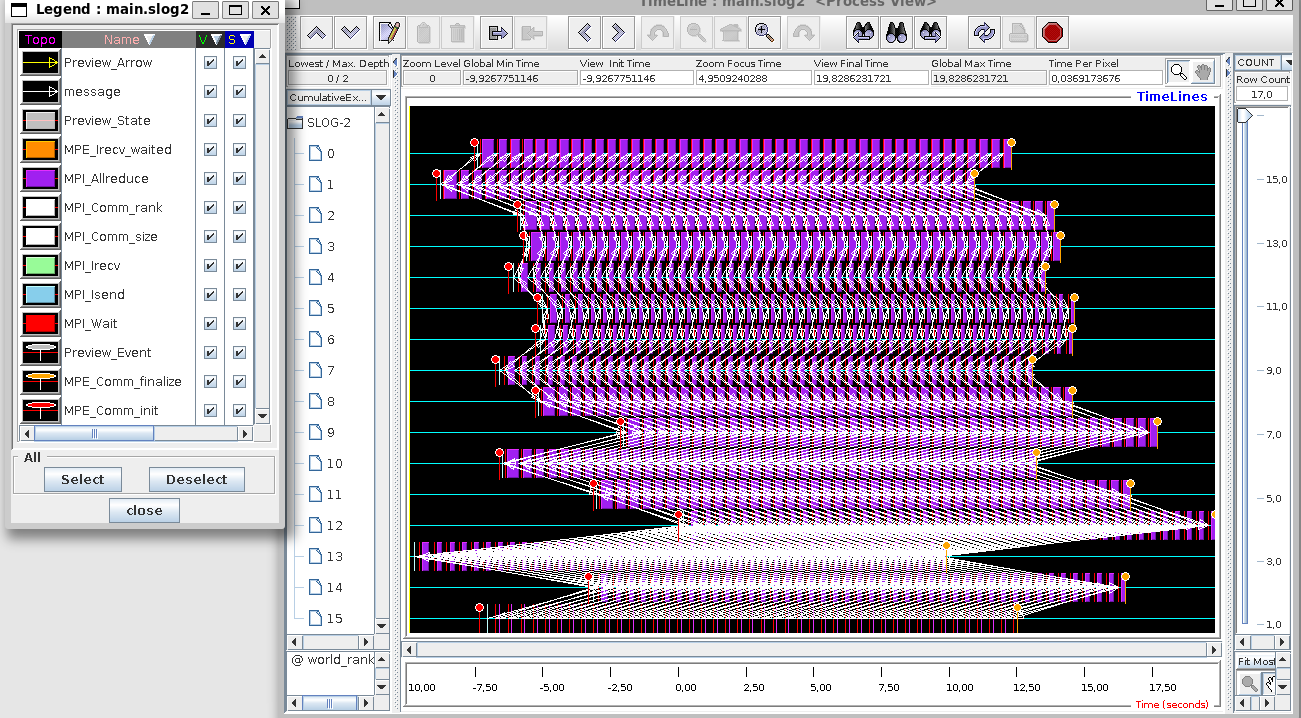 Legend : main.slog2
Topo Name V S
Preview_Arrow
message
Preview_State
MPE_Irecv_waited
MPI_Allreduce
MPI_Comm_rank
MPI_Comm_size
MPI_Irecv
MPI_Isend
MPI_Wait
Preview_Event
MPE_Comm_finalize
MPE_Comm_init
All
Select Deselect
close
TimeLine : main.slog2 <Process View>
Lowest / Max. Depth Zoom Level Global Min Time View Init Time Zoom Focus Time View Final Time Global Max Time Time Per Pixel
0 / 2 0 -9,9267751146 -9,9267751146 4,9509240288 19,8286231721 19,8286231721 0,0369173676
CumulativeEx...
TimeLines
SLOG-2
0
1
2
3
4
5
6
7
8
9
10
11
12
13
14
15
@ world_rank
10,00 -7,50 -5,00 -2,50 0,00 2,50 5,00 7,50 10,00 12,50 15,00 17,50
Time (seconds)
COUNT
Row Count
17,0
15,0
13,0
11,0
9,0
7,0
5,0
3,0
1,0
Fit Most